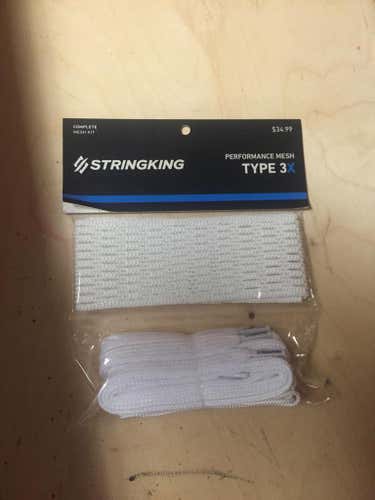 COMPLETE
MESH KIT
$34.99
STRINGKING
PERFORMANCE MESH
TYPE 3X